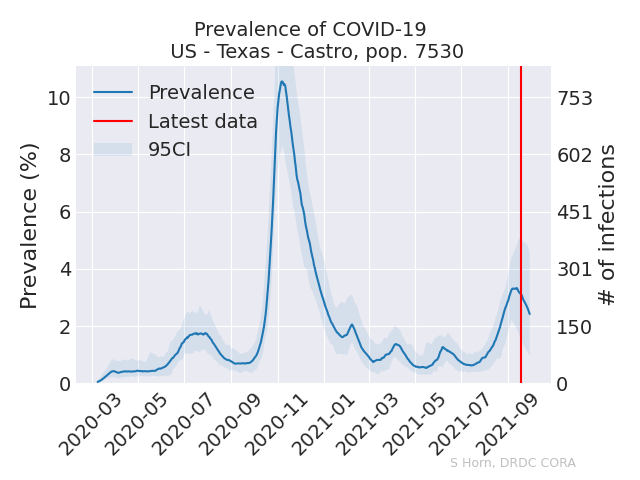 Prevalence of COVID-19
US - Texas - Castro, pop. 7530
Prevalence
Latest data
95CI
Prevalence (%)
10
8
6
4
2
0
753
602
451
301
150
0
# of infections
2020-03
2020-05
2020-07
2020-09
2020-11
2021-01
2021-03
2021-05
2021-07
2021-09
S Horn, DRDC CORA